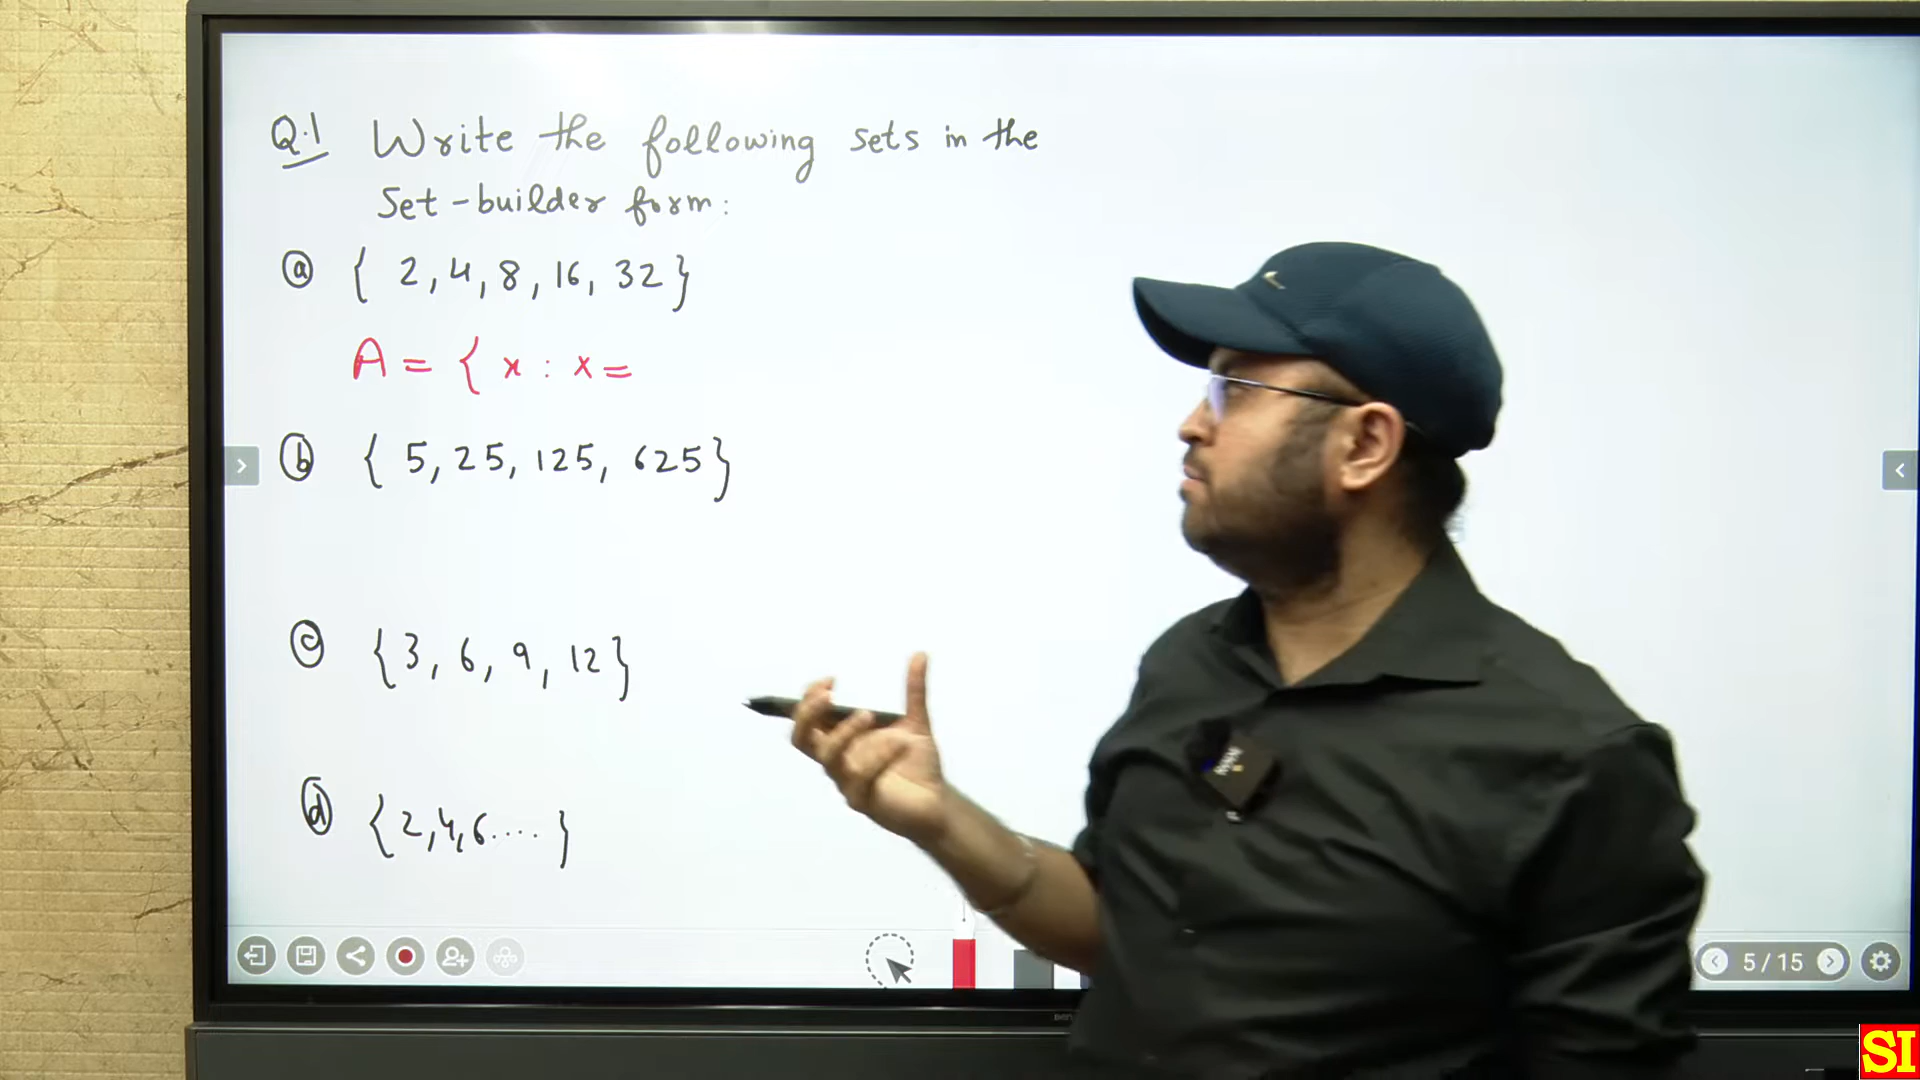 Q.1 Write the following sets in the
Set-builder form:
ⓐ { 2, 4, 8, 16, 32 }
A = { x : x =
ⓑ { 5, 25, 125, 625 }
ⓒ { 3, 6, 9, 12 }
ⓓ { 2, 4, 6.... }
5 / 15
SI